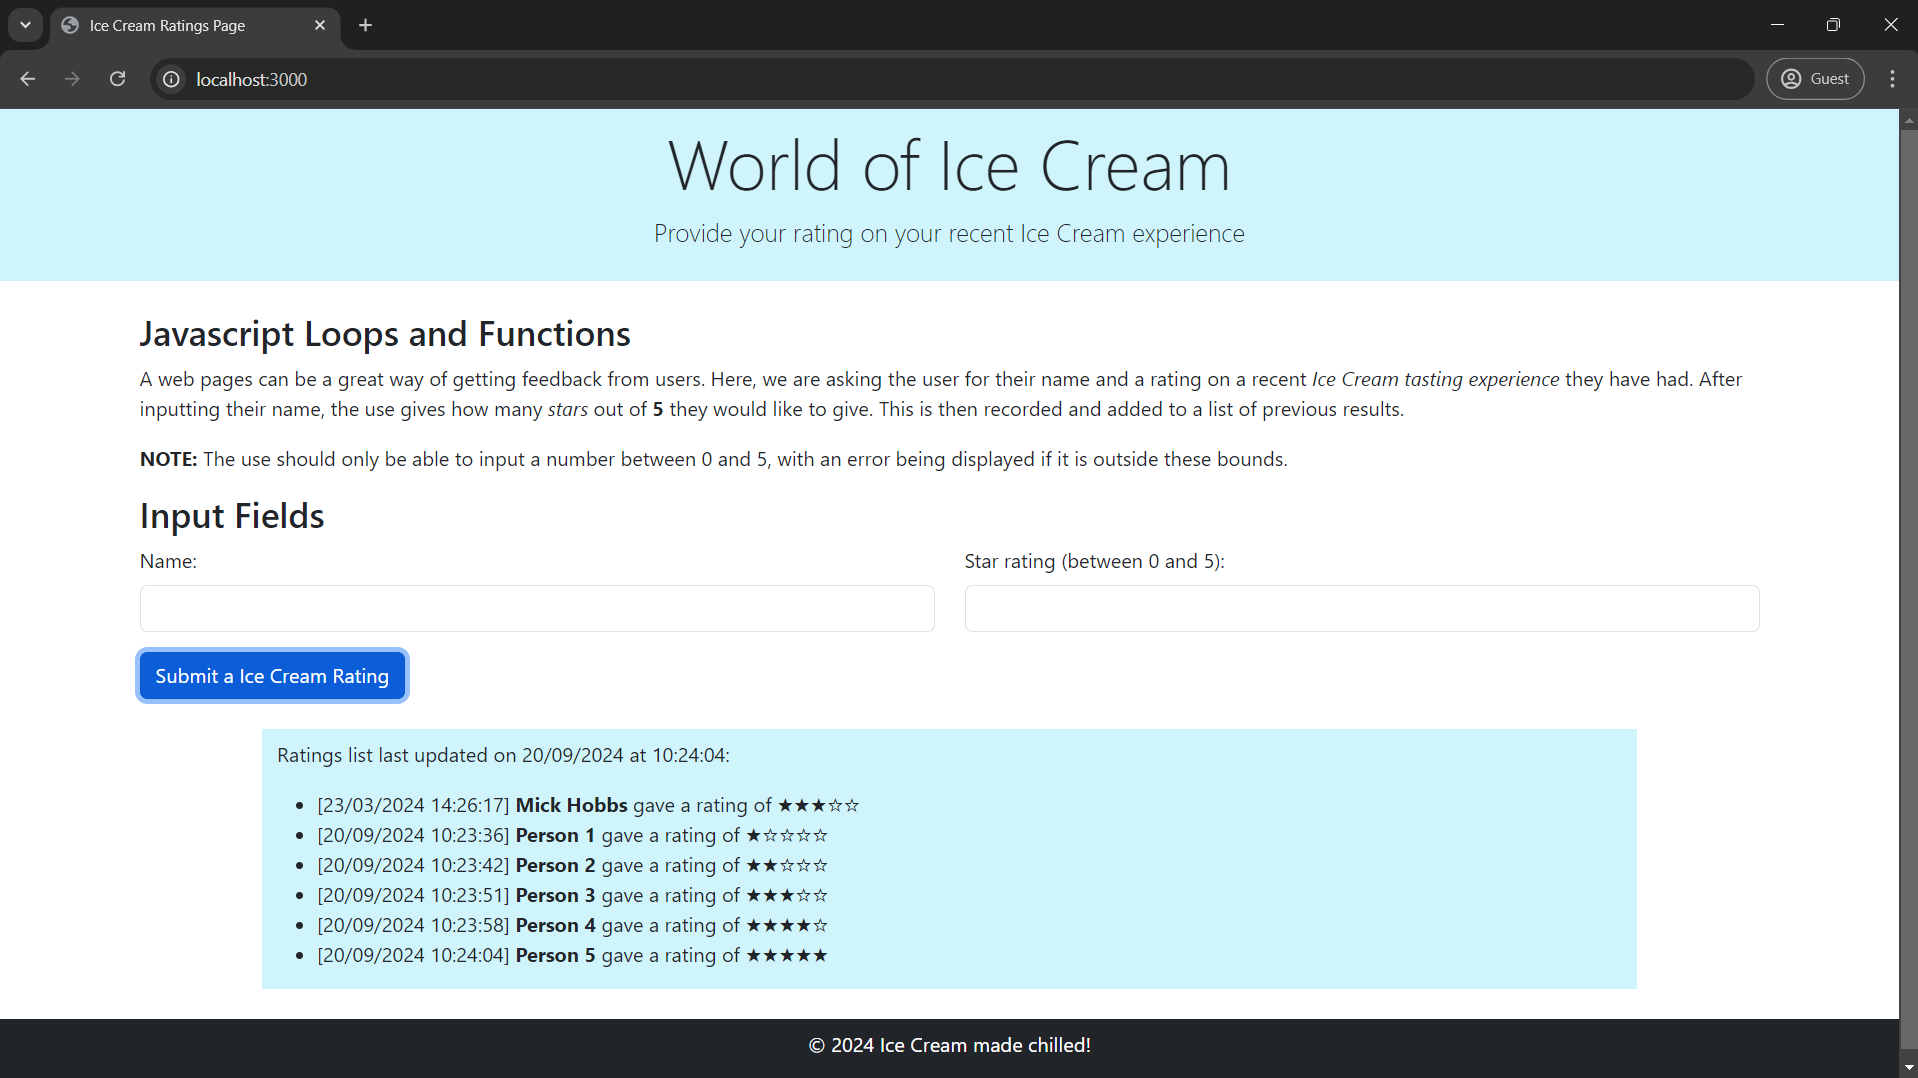 Ice Cream Ratings Page
localhost:3000
Guest
World of Ice Cream
Provide your rating on your recent Ice Cream experience
Javascript Loops and Functions
A web pages can be a great way of getting feedback from users. Here, we are asking the user for their name and a rating on a recent Ice Cream tasting experience they have had. After
inputting their name, the use gives how many stars out of 5 they would like to give. This is then recorded and added to a list of previous results.
NOTE: The use should only be able to input a number between 0 and 5, with an error being displayed if it is outside these bounds.
Input Fields
Name:
Star rating (between 0 and 5):
Submit a Ice Cream Rating
Ratings list last updated on 20/09/2024 at 10:24:04:
• [23/03/2024 14:26:17] Mick Hobbs gave a rating of ★★★☆☆
• [20/09/2024 10:23:36] Person 1 gave a rating of ★☆☆☆☆
• [20/09/2024 10:23:42] Person 2 gave a rating of ★★☆☆☆
• [20/09/2024 10:23:51] Person 3 gave a rating of ★★★☆☆
• [20/09/2024 10:23:58] Person 4 gave a rating of ★★★★☆
• [20/09/2024 10:24:04] Person 5 gave a rating of ★★★★★
© 2024 Ice Cream made chilled!